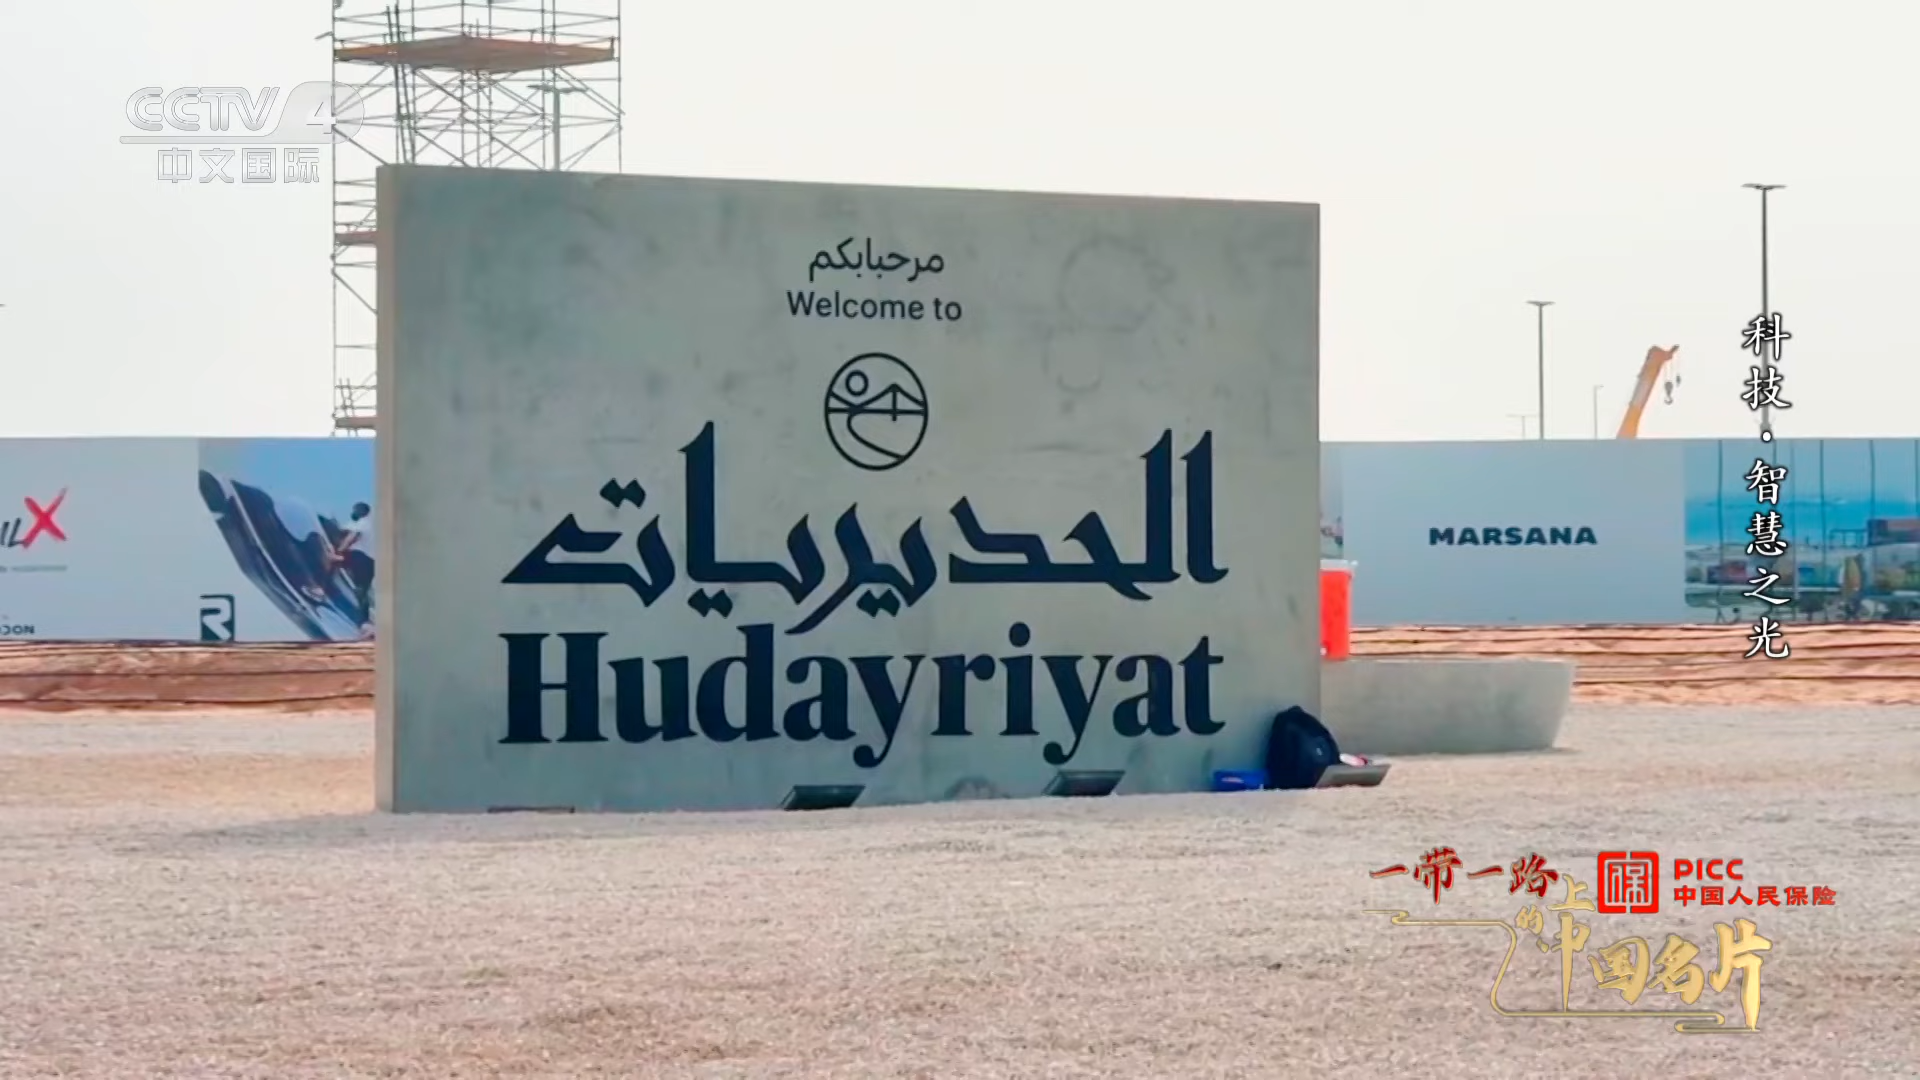 CCTV 4
中文国际
مرحبابكم
Welcome to
الحديريات
Hudayriyat
X
R
MARSANA
科技·智慧之光
一带一路
上的中国名片
PICC
中国人民保险